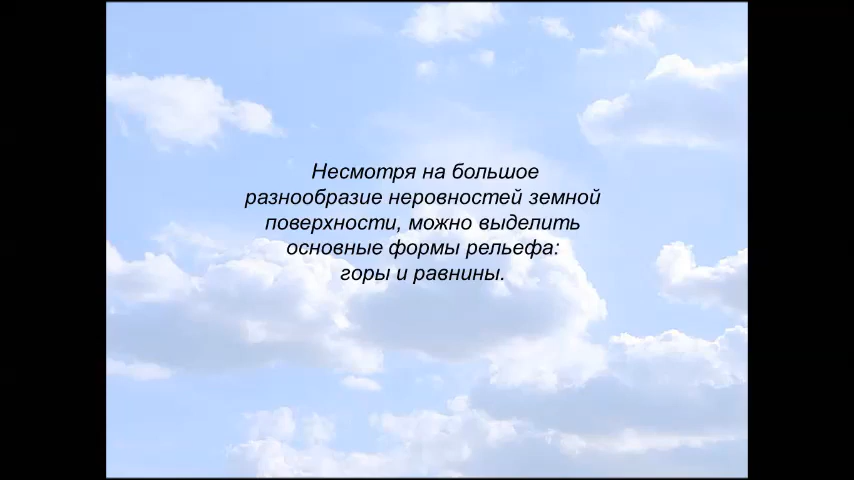 Несмотря на большое
разнообразие неровностей земной
поверхности, можно выделить
основные формы рельефа:
горы и равнины.